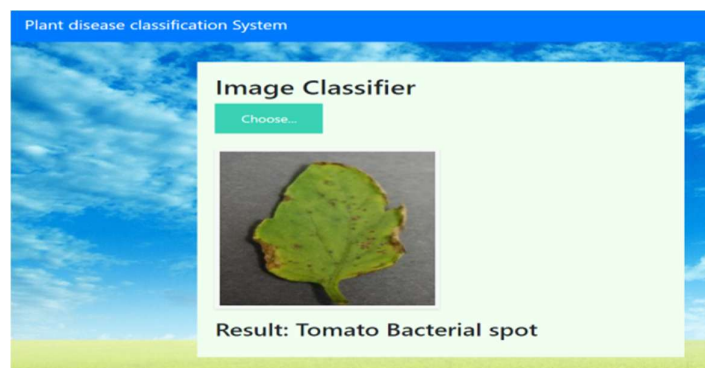 Plant disease classification System
Image Classifier
Choose...
Result: Tomato Bacterial spot